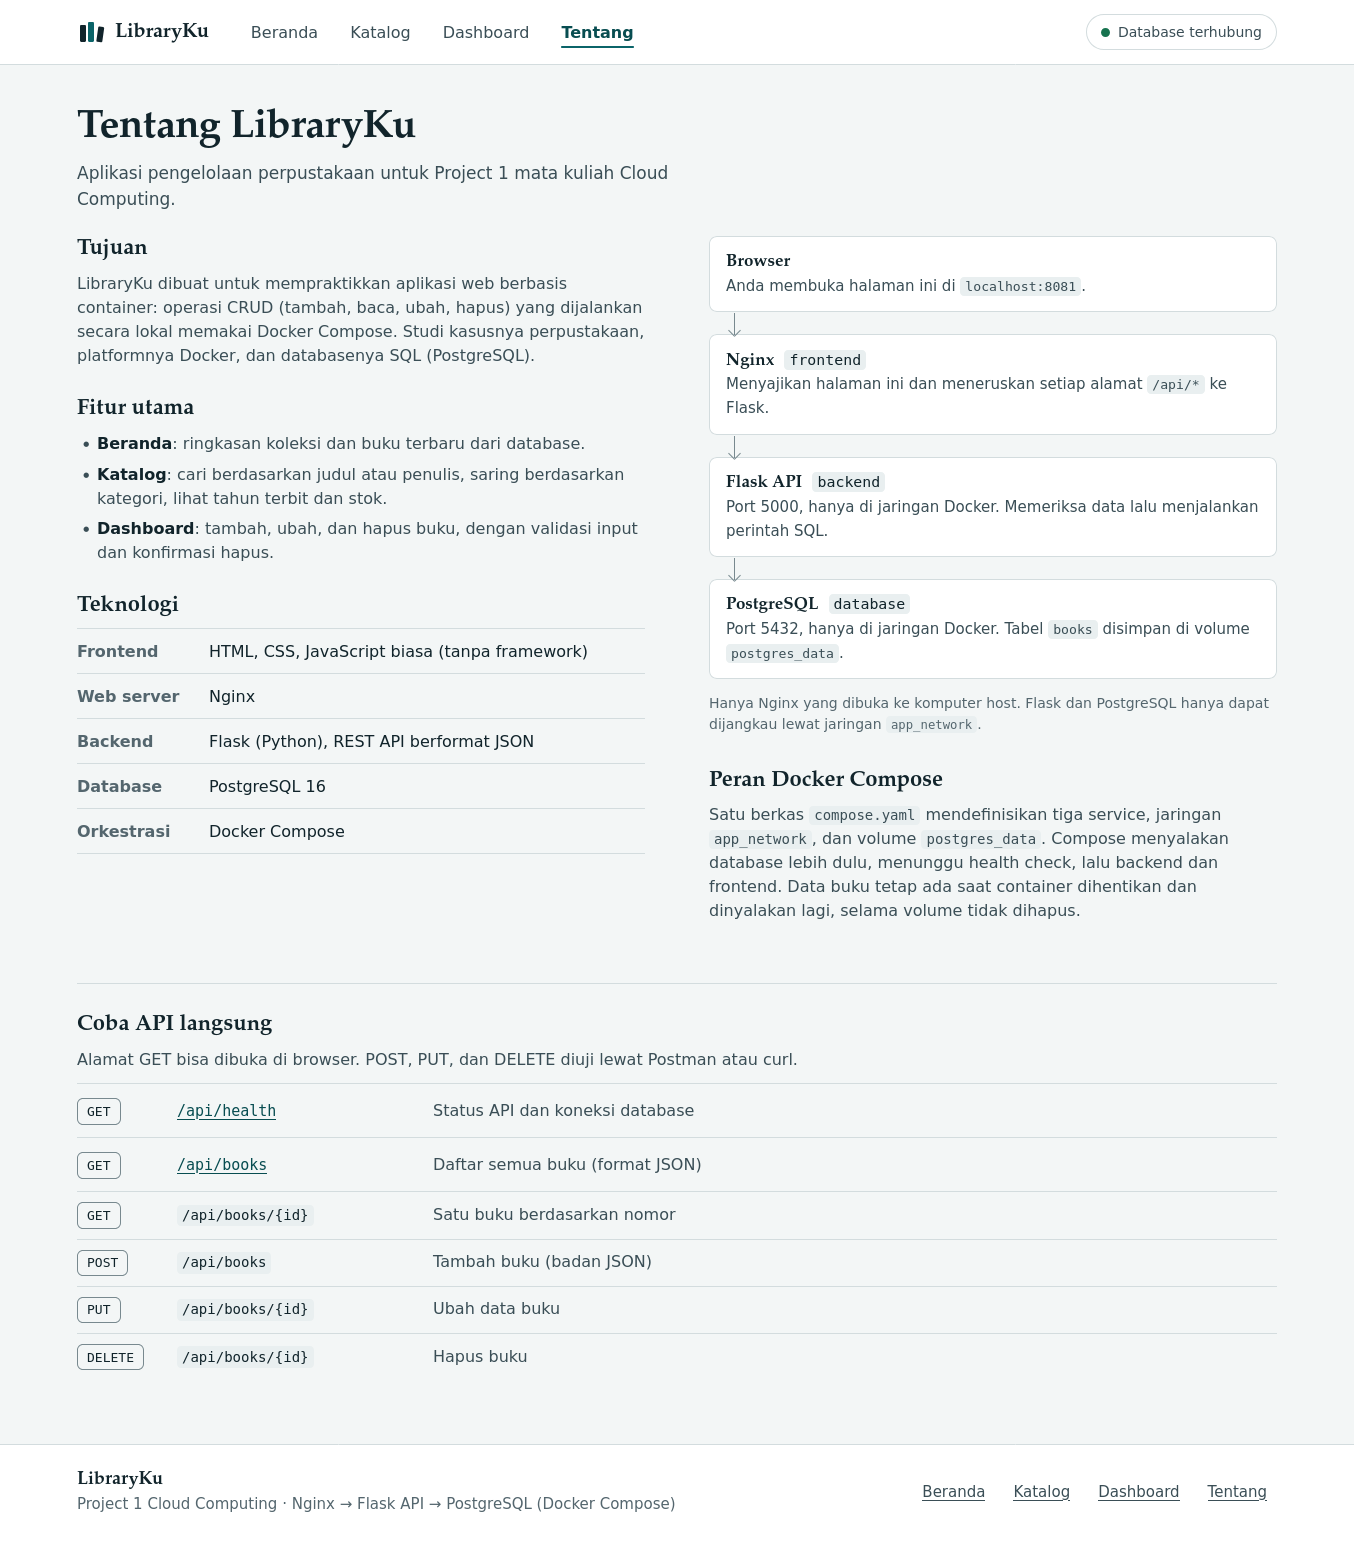 LibraryKu
Beranda
Katalog
Dashboard
Tentang
Database terhubung
Tentang LibraryKu
Aplikasi pengelolaan perpustakaan untuk Project 1 mata kuliah Cloud
Computing.
Tujuan
LibraryKu dibuat untuk mempraktikkan aplikasi web berbasis
container: operasi CRUD (tambah, baca, ubah, hapus) yang dijalankan
secara lokal memakai Docker Compose. Studi kasusnya perpustakaan,
platformnya Docker, dan databasenya SQL (PostgreSQL).
Fitur utama
• Beranda: ringkasan koleksi dan buku terbaru dari database.
• Katalog: cari berdasarkan judul atau penulis, saring berdasarkan
kategori, lihat tahun terbit dan stok.
• Dashboard: tambah, ubah, dan hapus buku, dengan validasi input
dan konfirmasi hapus.
Teknologi
Frontend HTML, CSS, JavaScript biasa (tanpa framework)
Web server Nginx
Backend Flask (Python), REST API berformat JSON
Database PostgreSQL 16
Orkestrasi Docker Compose
Browser
Anda membuka halaman ini di localhost:8081.
Nginx frontend
Menyajikan halaman ini dan meneruskan setiap alamat /api/* ke
Flask.
Flask API backend
Port 5000, hanya di jaringan Docker. Memeriksa data lalu menjalankan
perintah SQL.
PostgreSQL database
Port 5432, hanya di jaringan Docker. Tabel books disimpan di volume
postgres_data.
Hanya Nginx yang dibuka ke komputer host. Flask dan PostgreSQL hanya dapat
dijangkau lewat jaringan app_network.
Peran Docker Compose
Satu berkas compose.yaml mendefinisikan tiga service, jaringan
app_network, dan volume postgres_data. Compose menyalakan
database lebih dulu, menunggu health check, lalu backend dan
frontend. Data buku tetap ada saat container dihentikan dan
dinyalakan lagi, selama volume tidak dihapus.
Coba API langsung
Alamat GET bisa dibuka di browser. POST, PUT, dan DELETE diuji lewat Postman atau curl.
GET /api/health Status API dan koneksi database
GET /api/books Daftar semua buku (format JSON)
GET /api/books/{id} Satu buku berdasarkan nomor
POST /api/books Tambah buku (badan JSON)
PUT /api/books/{id} Ubah data buku
DELETE /api/books/{id} Hapus buku
LibraryKu
Project 1 Cloud Computing · Nginx → Flask API → PostgreSQL (Docker Compose)
Beranda
Katalog
Dashboard
Tentang